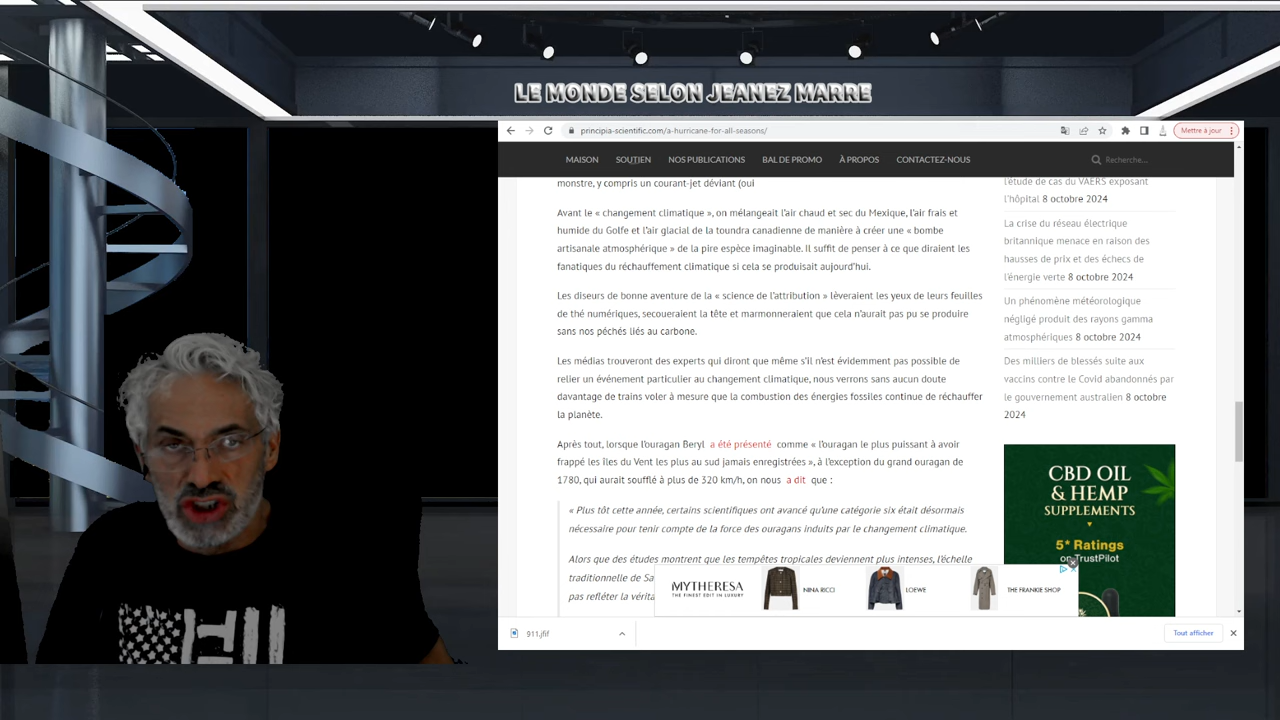 LE MONDE SELON JEANEZ MARRE
principia-scientific.com/a-hurricane-for-all-seasons/
Mettre à jour
MAISON SOUTIEN NOS PUBLICATIONS BAL DE PROMO À PROPOS CONTACTEZ-NOUS Recherche...
monstre, y compris un courant-jet déviant (oui
Avant le « changement climatique », on mélangeait l'air chaud et sec du Mexique, l'air frais et
humide du Golfe et l'air glacial de la toundra canadienne de manière à créer une « bombe
artisanale atmosphérique » de la pire espèce imaginable. Il suffit de penser à ce que diraient les
fanatiques du réchauffement climatique si cela se produisait aujourd'hui.
Les diseurs de bonne aventure de la « science de l'attribution » lèveraient les yeux de leurs feuilles
de thé numériques, secoueraient la tête et marmonneraient que cela n'aurait pas pu se produire
sans nos péchés liés au carbone.
Les médias trouveront des experts qui diront que même s'il n'est évidemment pas possible de
relier un événement particulier au changement climatique, nous verrons sans aucun doute
davantage de trains voler à mesure que la combustion des énergies fossiles continue de réchauffer
la planète.
Après tout, lorsque l'ouragan Beryl a été présenté comme « l'ouragan le plus puissant à avoir
frappé les îles du Vent les plus au sud jamais enregistrées », à l'exception du grand ouragan de
1780, qui aurait soufflé à plus de 320 km/h, on nous a dit que :
« Plus tôt cette année, certains scientifiques ont avancé qu'une catégorie six était désormais
nécessaire pour tenir compte de la force des ouragans induits par le changement climatique.
Alors que des études montrent que les tempêtes tropicales deviennent plus intenses, l'échelle
traditionnelle de Sa
pas refléter la vérita
l'étude de cas du VAERS exposant
l'hôpital 8 octobre 2024
La crise du réseau électrique
britannique menace en raison des
hausses de prix et des échecs de
l'énergie verte 8 octobre 2024
Un phénomène météorologique
négligé produit des rayons gamma
atmosphériques 8 octobre 2024
Des milliers de blessés suite aux
vaccins contre le Covid abandonnés par
le gouvernement australien 8 octobre
2024
CBD OIL
& HEMP
SUPPLEMENTS
5* Ratings
on TrustPilot
MYTHERESA
THE FINEST EDIT IN LUXURY
NINA RICCI
LOEWE
THE FRANKIE SHOP
911.jfif
Tout afficher